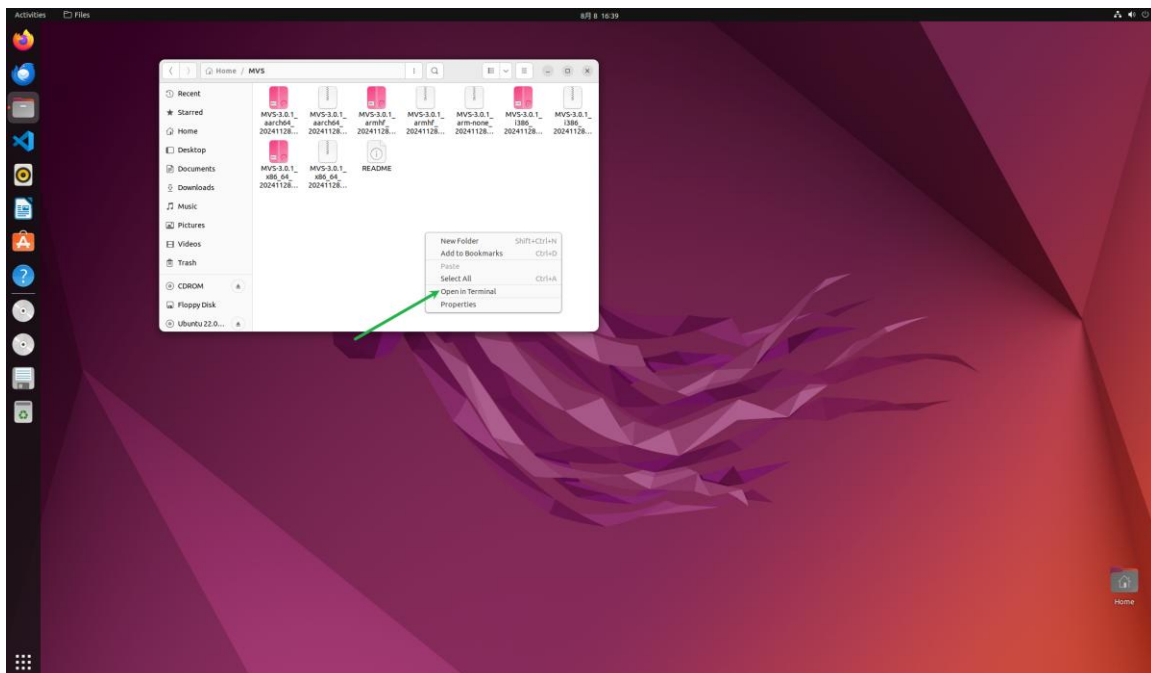 Activities Files 8月 8 16:39
Home / MVS
Recent
Starred
Home
Desktop
Documents
Downloads
Music
Pictures
Videos
Trash
CDROM
Floppy Disk
Ubuntu 22.0...
MVS-3.0.1_
aarch64_
20241128...
MVS-3.0.1_
aarch64_
20241128...
MVS-3.0.1_
armhf_
20241128...
MVS-3.0.1_
armhf_
20241128...
MVS-3.0.1_
arm-none_
20241128...
MVS-3.0.1_
i386_
20241128...
MVS-3.0.1_
i386_
20241128...
MVS-3.0.1_
x86_64_
20241128...
MVS-3.0.1_
x86_64_
20241128...
README
New Folder Shift+Ctrl+N
Add to Bookmarks Ctrl+D
Paste
Select All Ctrl+A
Open in Terminal
Properties
Home